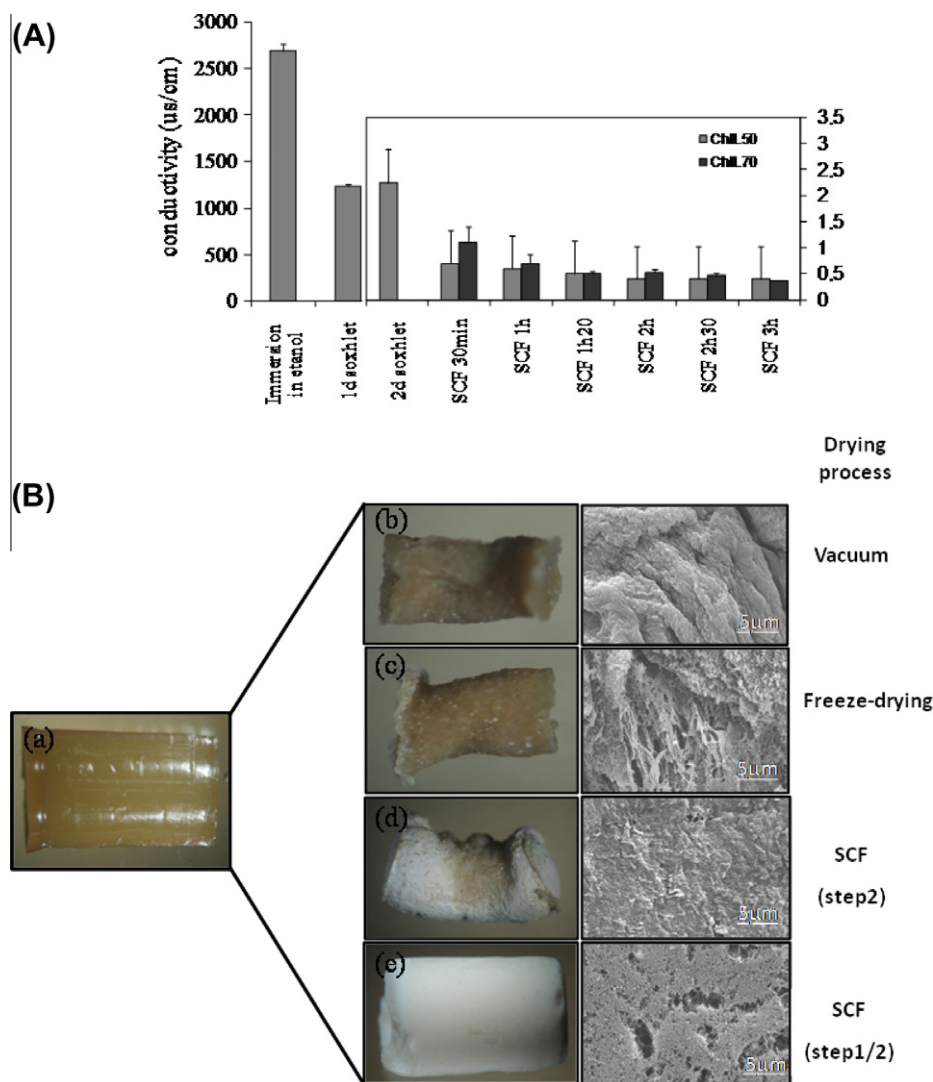 (A)
conductivity (us/cm)
3000
2500
2000
1500
1000
500
0
3.5
3
2.5
2
1.5
1
0.5
0
ChIL50
ChIL70
Immersion
in etanol
1d soxhlet
2d soxhlet
SCF 30min
SCF 1h
SCF 1h20
SCF 2h
SCF 2h30
SCF 3h
(B)
Drying
process
(a)
(b)
5μm
Vacuum
(c)
5μm
Freeze-drying
(d)
5μm
SCF
(step2)
(e)
5μm
SCF
(step1/2)